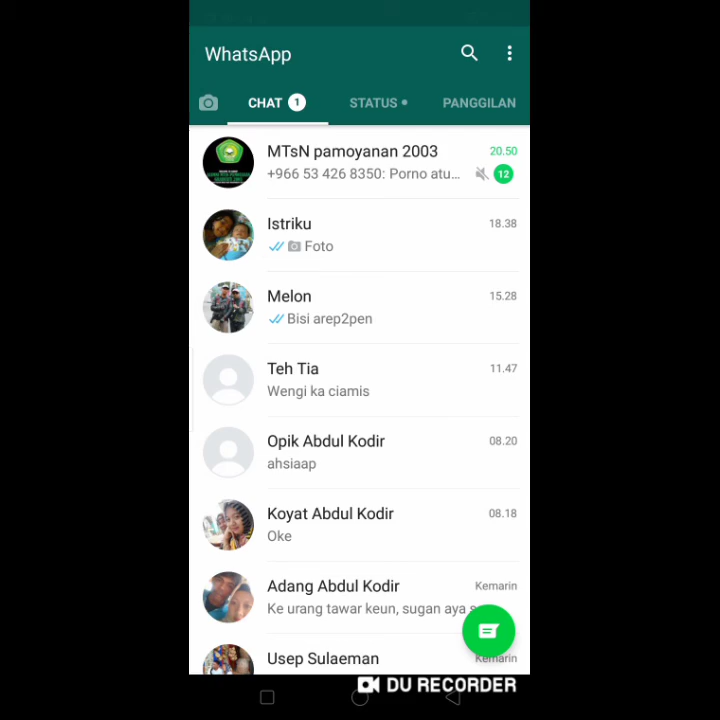 WhatsApp
CHAT 1 STATUS PANGGILAN
MTsN pamoyanan 2003 20.50
+966 53 426 8350: Porno atu... 12
Istriku 18.38
Foto
Melon 15.28
Bisi arep2pen
Teh Tia 11.47
Wengi ka ciamis
Opik Abdul Kodir 08.20
ahsiaap
Koyat Abdul Kodir 08.18
Oke
Adang Abdul Kodir Kemarin
Ke urang tawar keun, sugan aya
Usep Sulaeman Kemarin
DU RECORDER